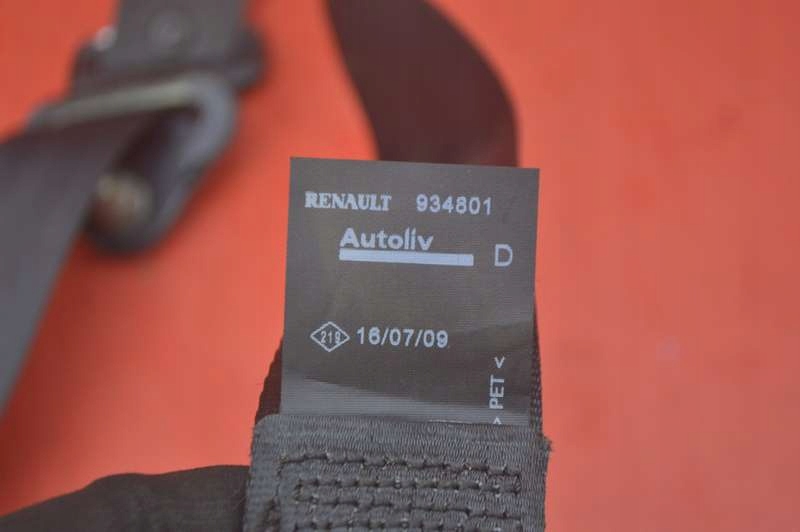 RENAULT 934801
Autoliv
D
219 16/07/09
> PET <